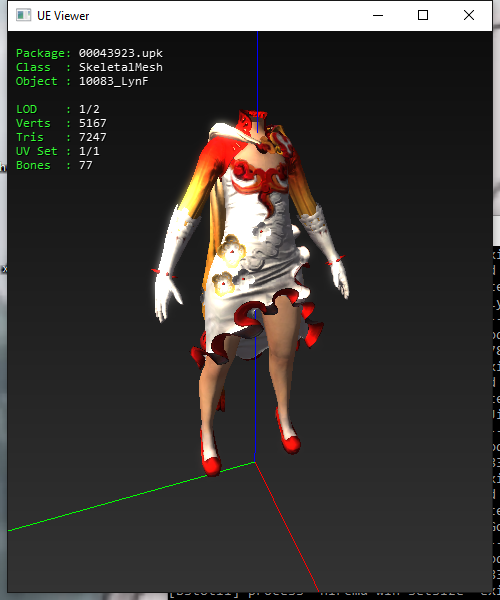 UE Viewer
Package: 00043923.upk
Class : SkeletalMesh
Object : 10083_LynF
LOD : 1/2
Verts : 5167
Tris : 7247
UV Set : 1/1
Bones : 77